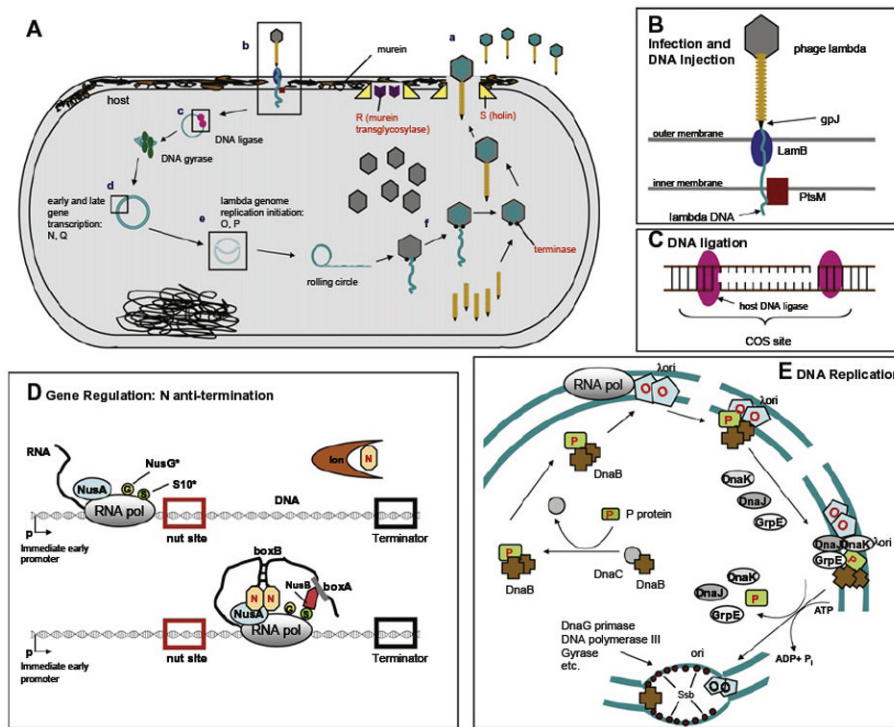 A
b
a
murein
host
c
DNA ligase
R (murein
transglycosylase)
S (holin)
DNA gyrase
d
early and late
gene
transcription:
N, Q
e
lambda genome
replication initiation:
O, P
f
rolling circle
terminase
B
Infection and
DNA Injection
phage lambda
gpJ
outer membrane
LamB
inner membrane
PtsM
lambda DNA
C DNA ligation
host DNA ligase
COS site
D Gene Regulation: N anti-termination
RNA
NusG*
S10*
lon
N
NusA
G
S
RNA pol
DNA
P
Immediate early
promoter
nut site
Terminator
boxB
NusB
boxA
N
N
NusA
G
S
RNA pol
P
Immediate early
promoter
nut site
Terminator
E DNA Replication
λori
RNA pol
O
O
λori
O
O
P
P
DnaB
DnaK
DnaJ
GrpE
P
P protein
P
DnaB
DnaC
DnaB
O
O
DnaJ
DnaK
λori
GrpE
P
DnaK
DnaJ
P
GrpE
ATP
ADP+ Pi
DnaG primase
DNA polymerase III
Gyrase
etc.
ori
Ssb
O
O